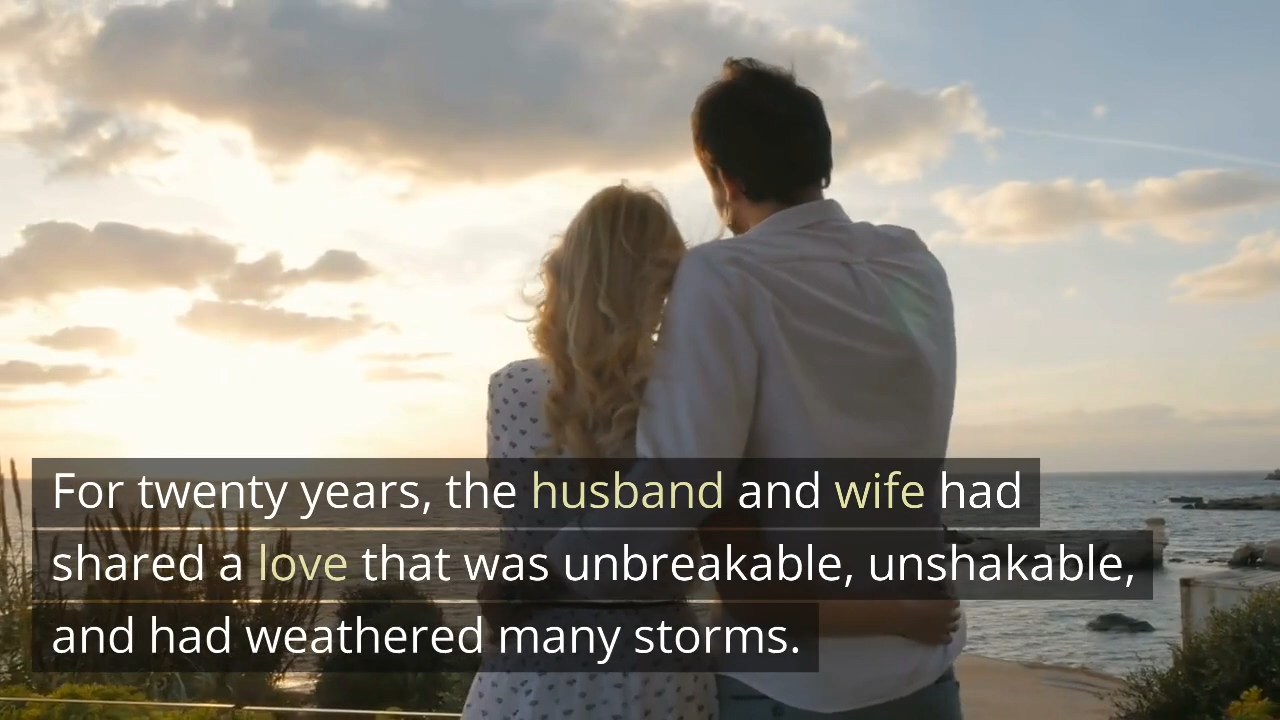 For twenty years, the husband and wife had
shared a love that was unbreakable, unshakable,
and had weathered many storms.